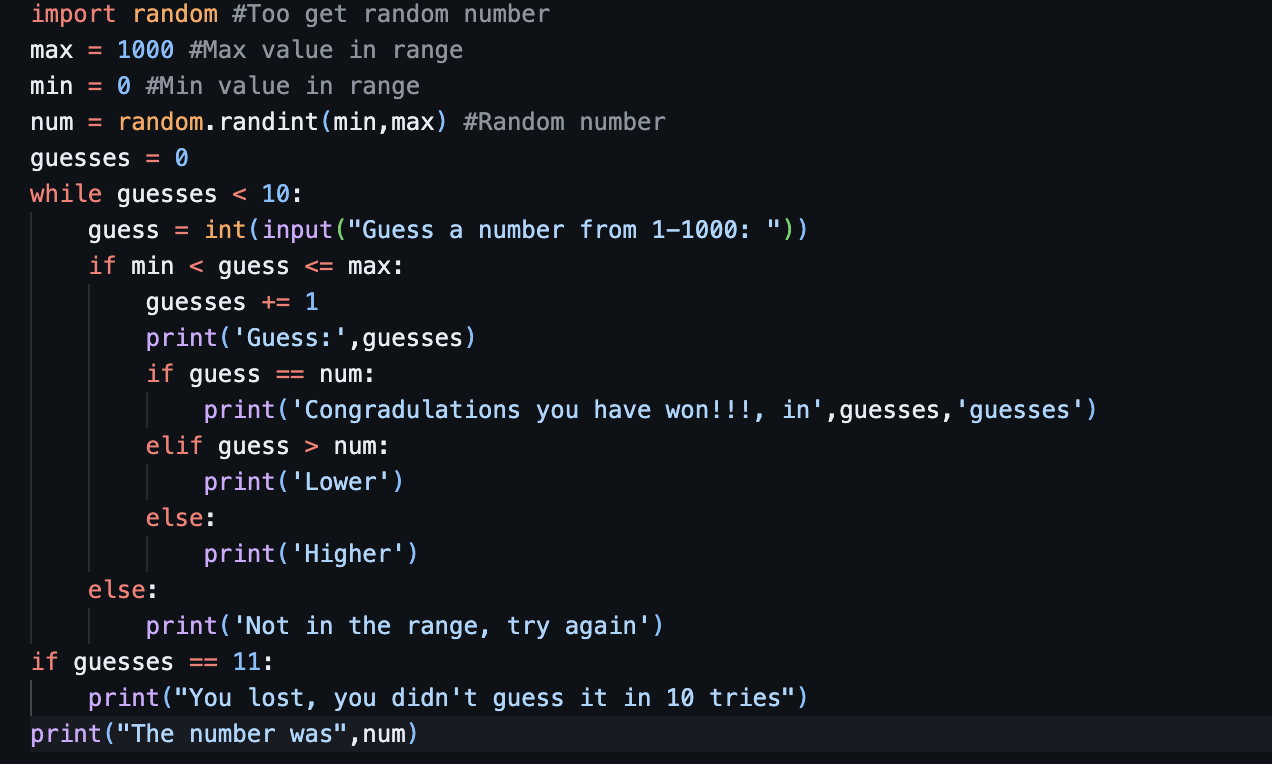 import random #Too get random number
max = 1000 #Max value in range
min = 0 #Min value in range
num = random.randint(min,max) #Random number
guesses = 0
while guesses < 10:
    guess = int(input("Guess a number from 1-1000: "))
    if min < guess <= max:
        guesses += 1
        print('Guess:',guesses)
        if guess == num:
            print('Congradulations you have won!!!, in',guesses,'guesses')
        elif guess > num:
            print('Lower')
        else:
            print('Higher')
    else:
        print('Not in the range, try again')
if guesses == 11:
    print("You lost, you didn't guess it in 10 tries")
print("The number was",num)